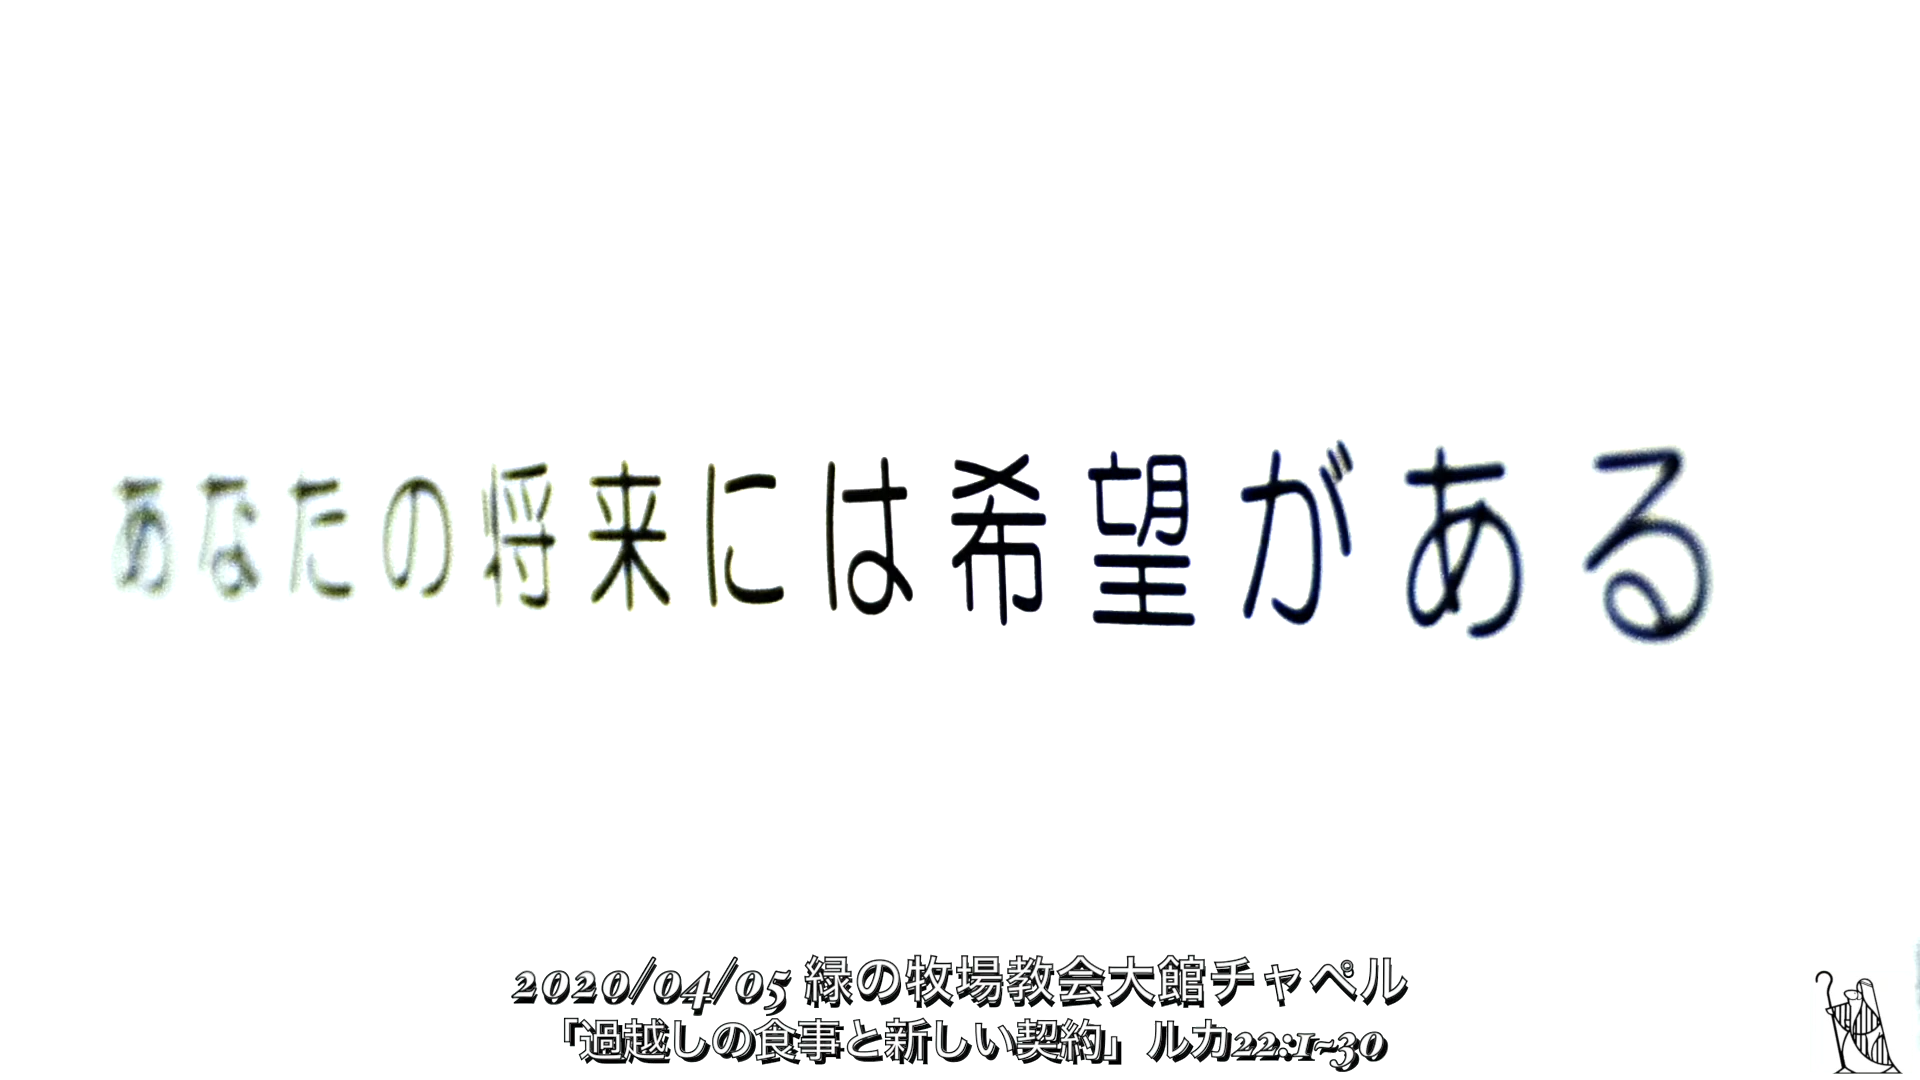 あなたの将来には希望がある
2020/04/05 緑の牧場教会大館チャペル
「過越しの食事と新しい契約」 ルカ22:1~30